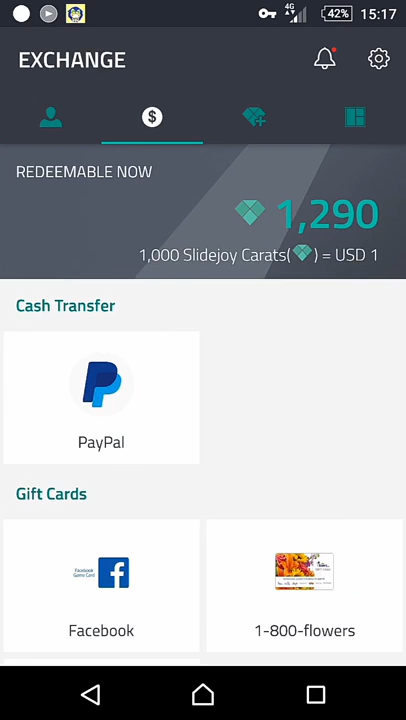 4G
42%
15:17
EXCHANGE
REDEEMABLE NOW
1,290
1,000 Slidejoy Carats( ) = USD 1
Cash Transfer
PayPal
Gift Cards
Facebook
Game Card
Facebook
1-800-flowers